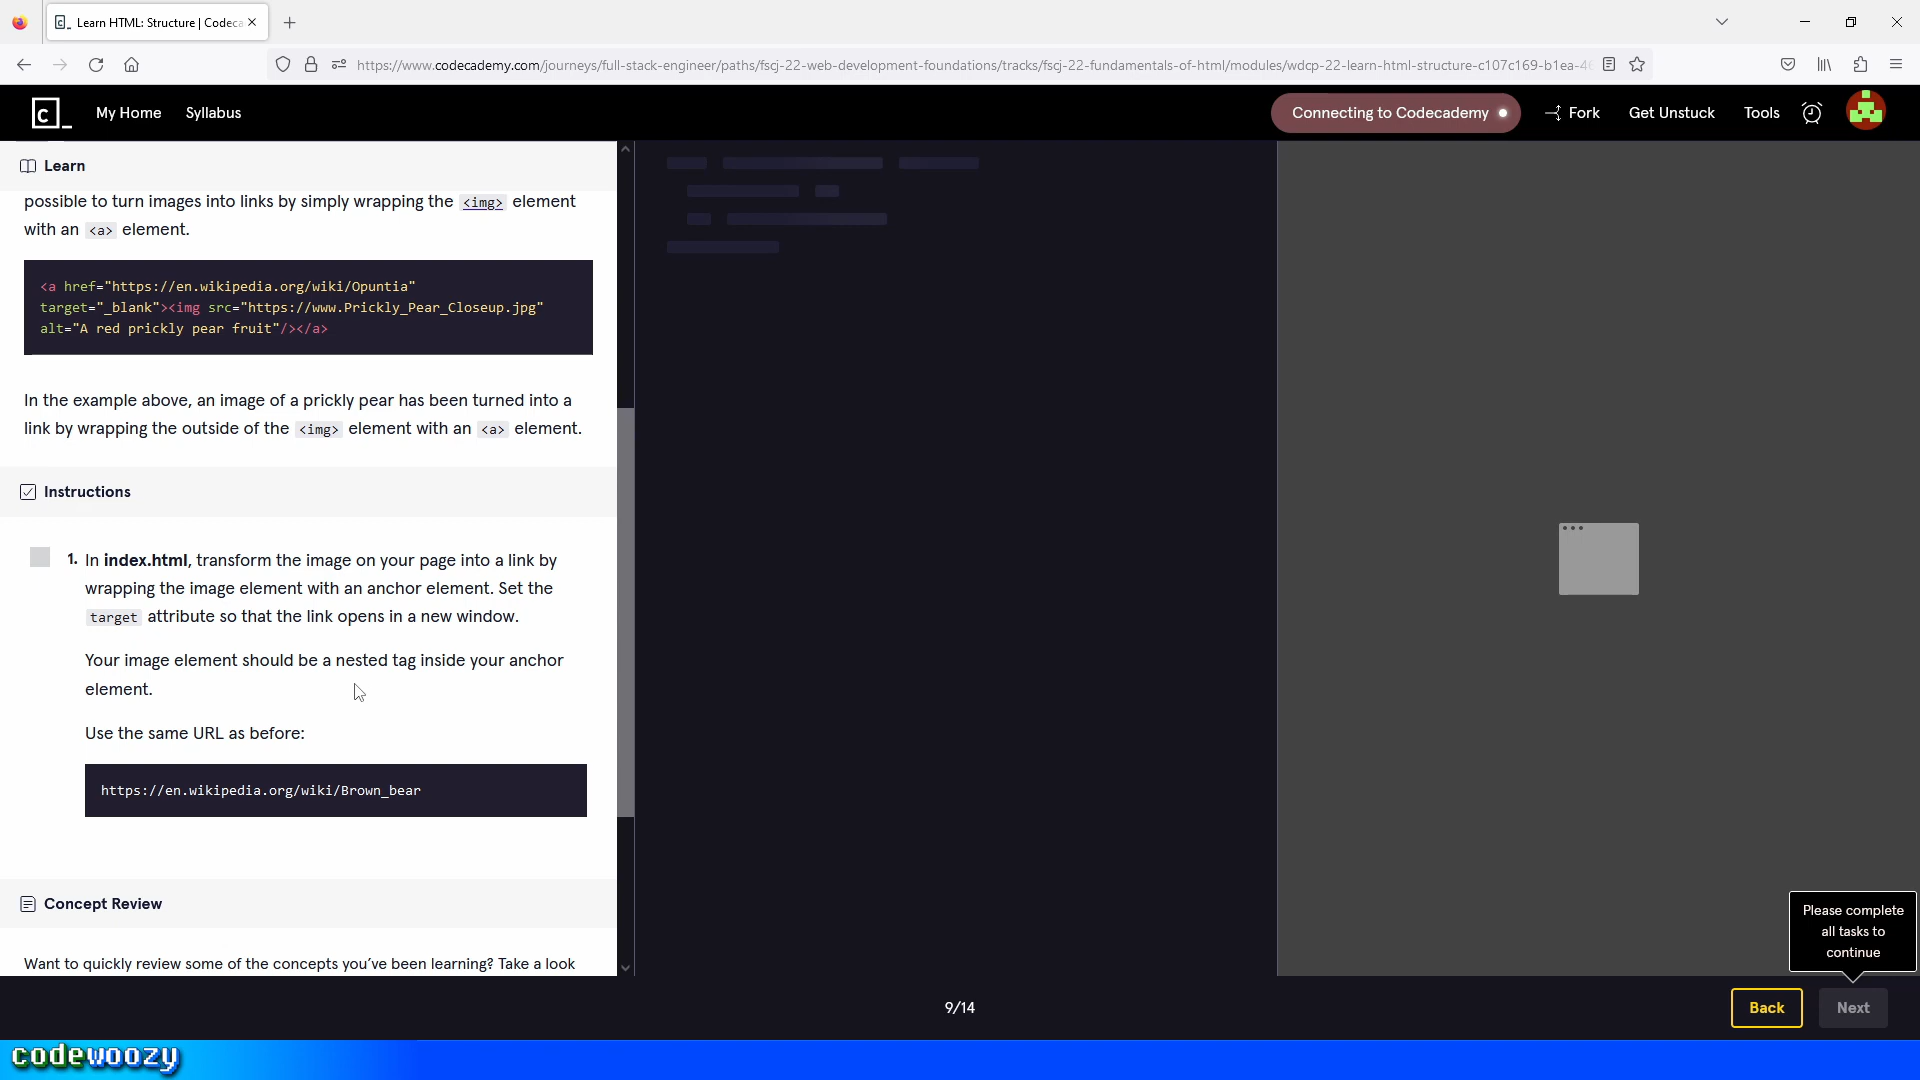 Learn HTML: Structure | Codeca
https://www.codecademy.com/journeys/full-stack-engineer/paths/fscj-22-web-development-foundations/tracks/fscj-22-fundamentals-of-html/modules/wdcp-22-learn-html-structure-c107c169-b1ea-4
My Home
Syllabus
Connecting to Codecademy
Fork
Get Unstuck
Tools
Learn
possible to turn images into links by simply wrapping the <img> element
with an <a> element.
<a href="https://en.wikipedia.org/wiki/Opuntia"
target="_blank"><img src="https://www.Prickly_Pear_Closeup.jpg"
alt="A red prickly pear fruit"/></a>
In the example above, an image of a prickly pear has been turned into a
link by wrapping the outside of the <img> element with an <a> element.
Instructions
1. In index.html, transform the image on your page into a link by
wrapping the image element with an anchor element. Set the
target attribute so that the link opens in a new window.
Your image element should be a nested tag inside your anchor
element.
Use the same URL as before:
https://en.wikipedia.org/wiki/Brown_bear
Concept Review
Want to quickly review some of the concepts you've been learning? Take a look
Please complete
all tasks to
continue
9/14
Back
Next
codewoozy